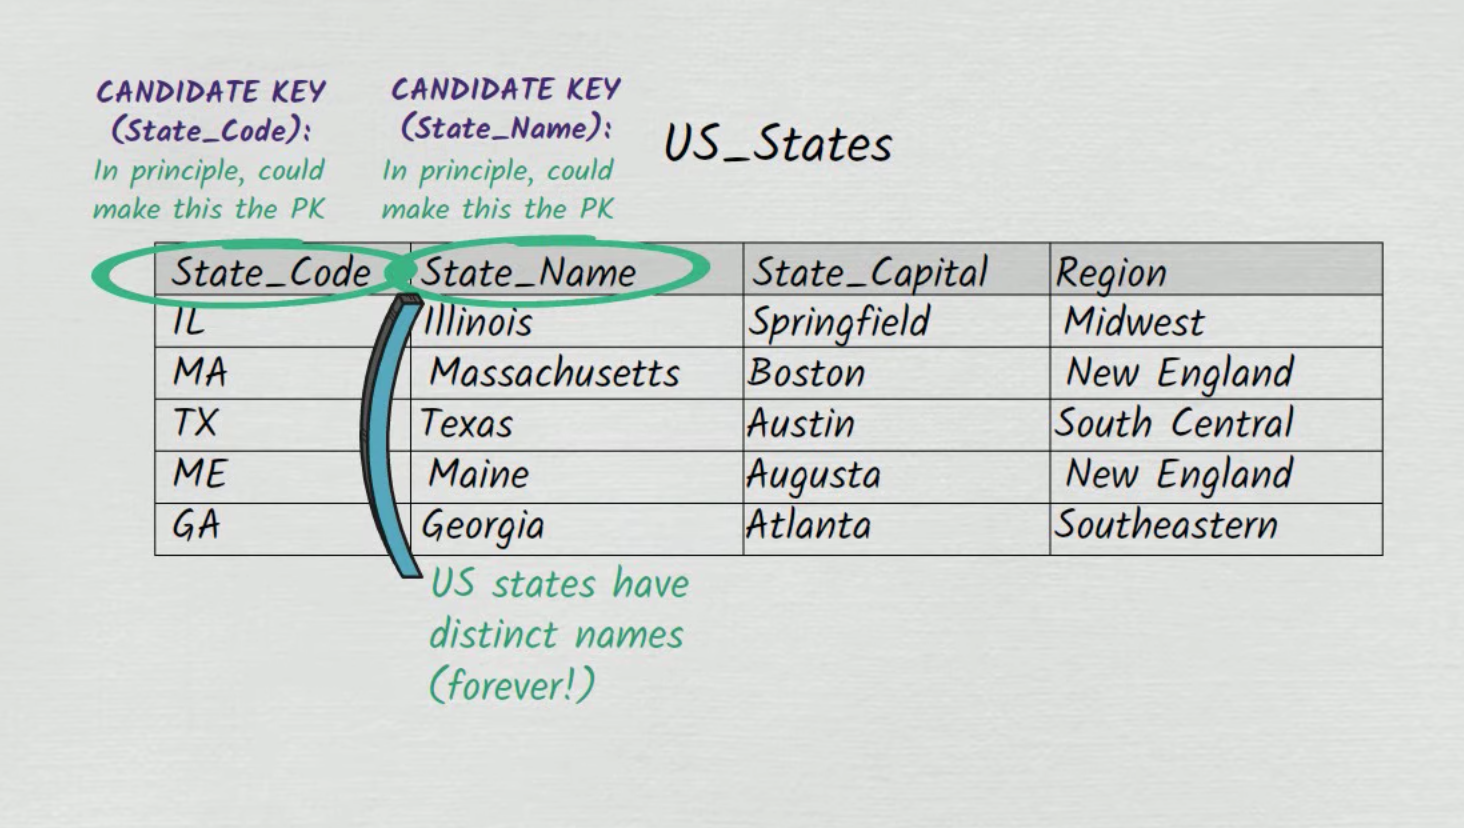 CANDIDATE KEY
(State_Code):
In principle, could
make this the PK
CANDIDATE KEY
(State_Name):
In principle, could
make this the PK
US_States
State_Code State_Name State_Capital Region
IL Illinois Springfield Midwest
MA Massachusetts Boston New England
TX Texas Austin South Central
ME Maine Augusta New England
GA Georgia Atlanta Southeastern
US states have
distinct names
(forever!)